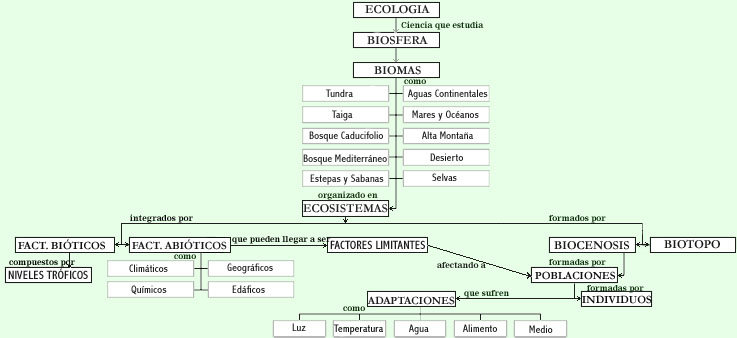 ECOLOGIA
Ciencia que estudia
BIOSFERA
BIOMAS
como
Tundra
Aguas Continentales
Taiga
Mares y Océanos
Bosque Caducifolio
Alta Montaña
Bosque Mediterráneo
Desierto
Estepas y Sabanas
Selvas
organizado en
ECOSISTEMAS
integrados por
formados por
FACT. BIÓTICOS
FACT. ABIÓTICOS
que pueden llegar a ser
FACTORES LIMITANTES
BIOCENOSIS
BIOTOPO
compuestos por
como
afectando a
formadas por
NIVELES TRÓFICOS
Climáticos
Geográficos
POBLACIONES
Químicos
Edáficos
formadas por
ADAPTACIONES
que sufren
INDIVIDUOS
como
Luz
Temperatura
Agua
Alimento
Medio